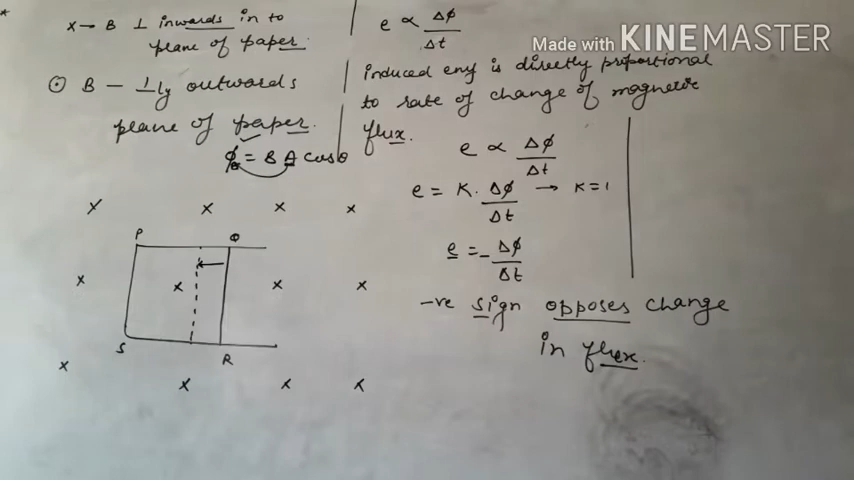 * x → B ⊥ inwards in to
plane of paper.
⊙ B — ⊥ly outwards
plane of paper.
ϕ_B = B A cosθ
e ∝ Δϕ/Δt
Made with KINEMASTER
induced emf is directly proportional
to rate of change of magnetic
flux.
e ∝ Δϕ/Δt
e = K. Δϕ/Δt → K = 1
e = - Δϕ/Δt
-ve sign opposes change
in flux.
x x x x
P Q
x x x x
S R
x x x x